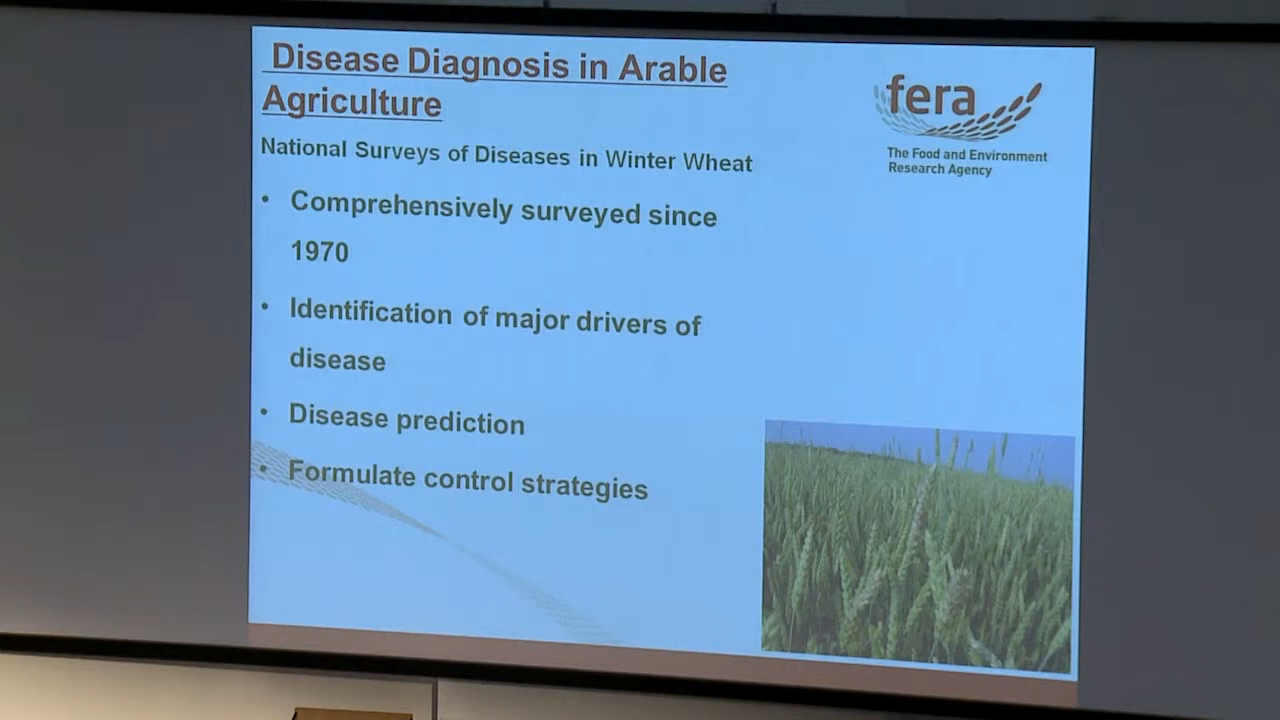 Disease Diagnosis in Arable
Agriculture
fera
The Food and Environment
Research Agency
National Surveys of Diseases in Winter Wheat
• Comprehensively surveyed since
1970
• Identification of major drivers of
disease
• Disease prediction
• Formulate control strategies